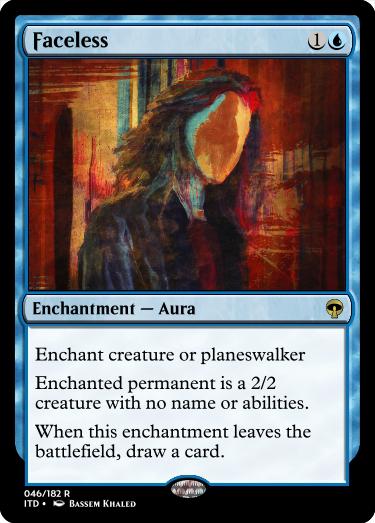 Faceless 1
Enchantment — Aura
Enchant creature or planeswalker
Enchanted permanent is a 2/2
creature with no name or abilities.
When this enchantment leaves the
battlefield, draw a card.
046/182 R
ITD • Bassem Khaled